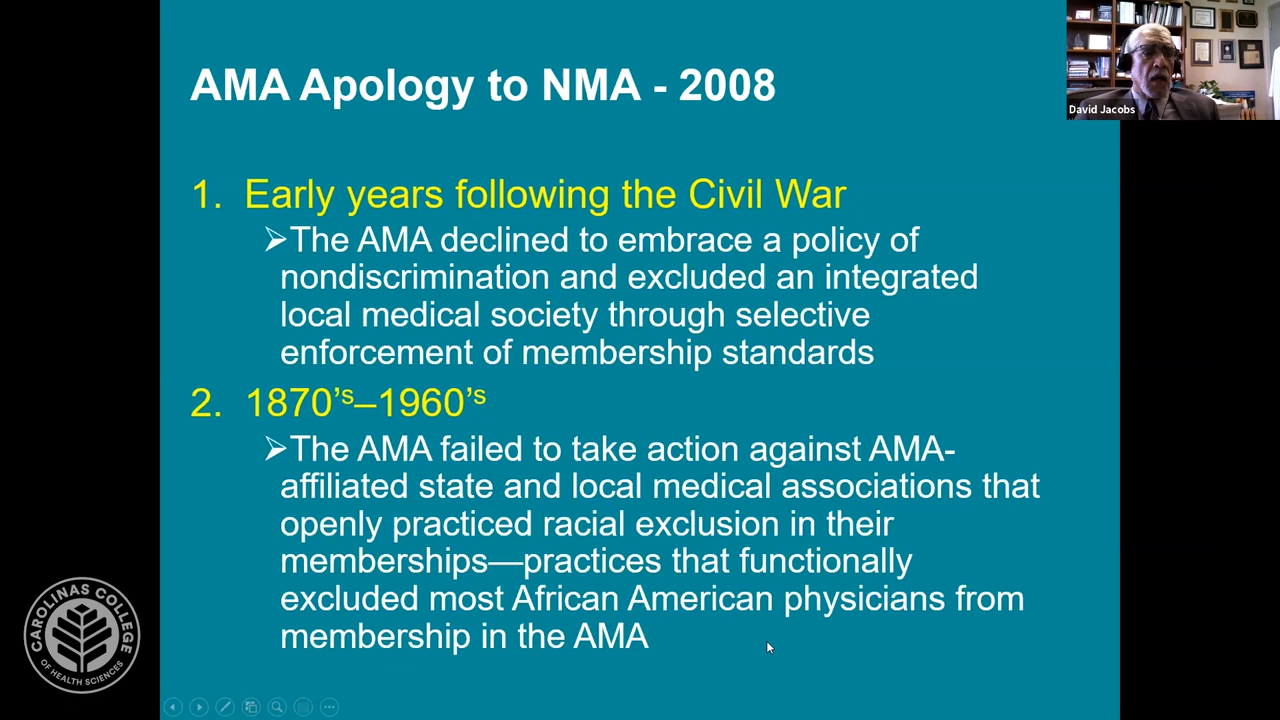 AMA Apology to NMA - 2008
David Jacobs
1. Early years following the Civil War
➢The AMA declined to embrace a policy of
nondiscrimination and excluded an integrated
local medical society through selective
enforcement of membership standards
2. 1870’s–1960’s
➢The AMA failed to take action against AMA-
affiliated state and local medical associations that
openly practiced racial exclusion in their
memberships—practices that functionally
excluded most African American physicians from
membership in the AMA
CAROLINAS COLLEGE
OF HEALTH SCIENCES